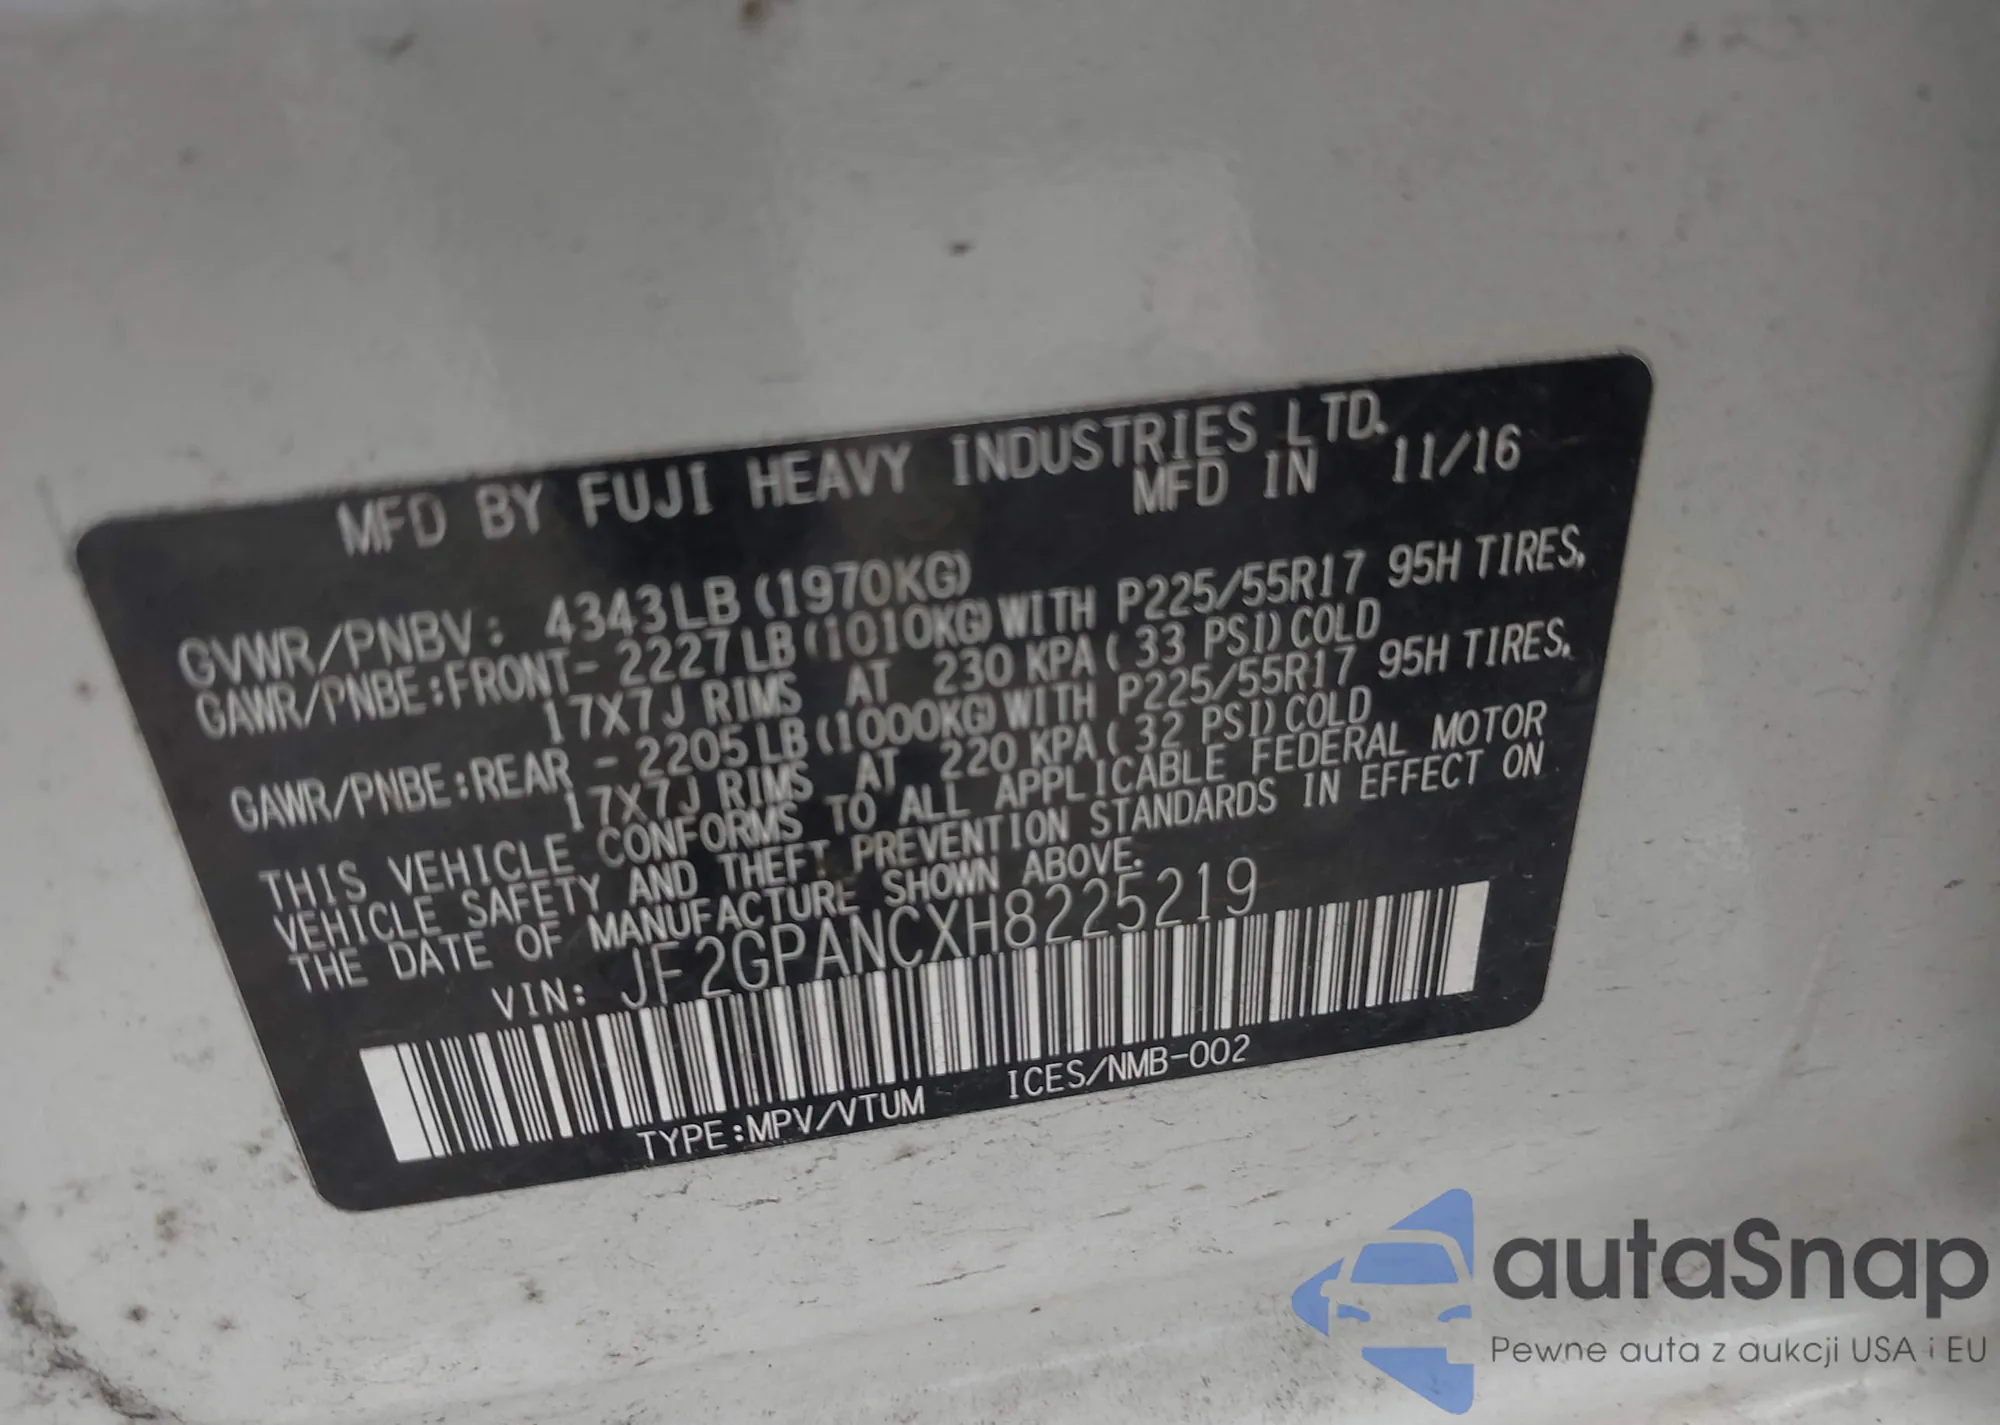 MFD BY FUJI HEAVY INDUSTRIES LTD.
MFD IN 11/16
GVWR/PNBV: 4343LB(1970KG)
GAWR/PNBE:FRONT- 2227LB(1010KG)WITH P225/55R17 95H TIRES,
17X7J RIMS AT 230 KPA( 33 PSI)COLD
GAWR/PNBE:REAR - 2205LB(1000KG)WITH P225/55R17 95H TIRES,
17X7J RIMS AT 220 KPA( 32 PSI)COLD
THIS VEHICLE CONFORMS TO ALL APPLICABLE FEDERAL MOTOR
VEHICLE SAFETY AND THEFT PREVENTION STANDARDS IN EFFECT ON
THE DATE OF MANUFACTURE SHOWN ABOVE.
VIN: JF2GPANCXH8225219
TYPE:MPV/VTUM ICES/NMB-002
autaSnap
Pewne auta z aukcji USA i EU